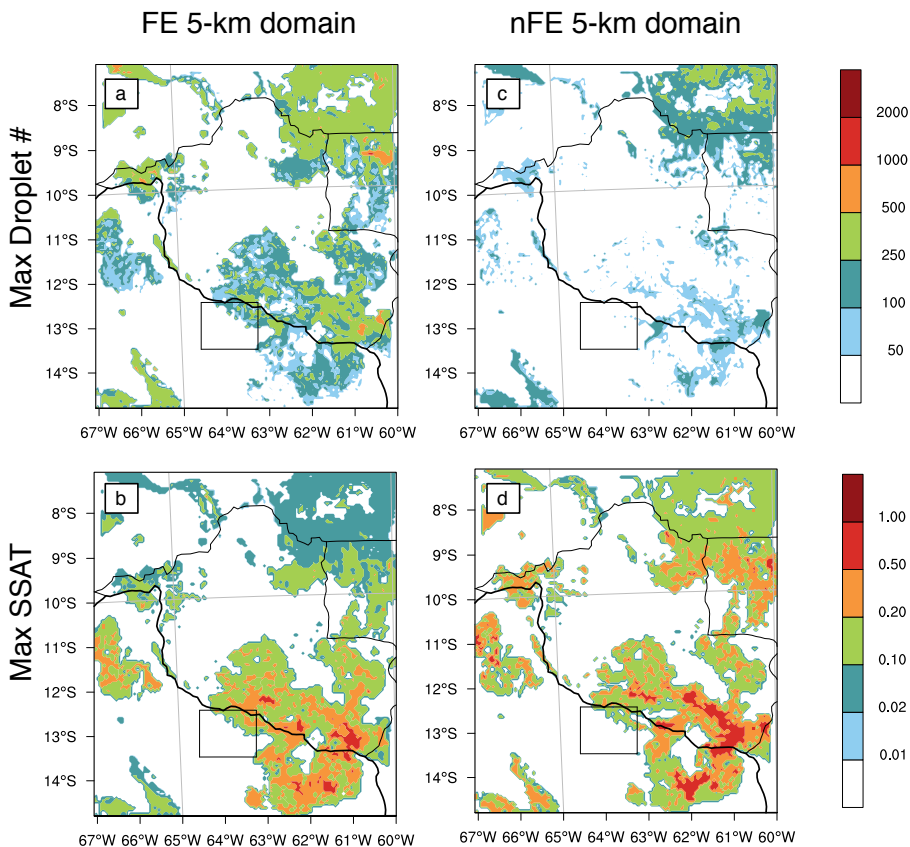 FE 5-km domain
nFE 5-km domain
Max Droplet #
a
8°S
9°S
10°S
11°S
12°S
13°S
14°S
67°W 66°W 65°W 64°W 63°W 62°W 61°W 60°W
c
8°S
9°S
10°S
11°S
12°S
13°S
14°S
67°W 66°W 65°W 64°W 63°W 62°W 61°W 60°W
2000
1000
500
250
100
50
Max SSAT
b
8°S
9°S
10°S
11°S
12°S
13°S
14°S
67°W 66°W 65°W 64°W 63°W 62°W 61°W 60°W
d
8°S
9°S
10°S
11°S
12°S
13°S
14°S
67°W 66°W 65°W 64°W 63°W 62°W 61°W 60°W
1.00
0.50
0.20
0.10
0.02
0.01